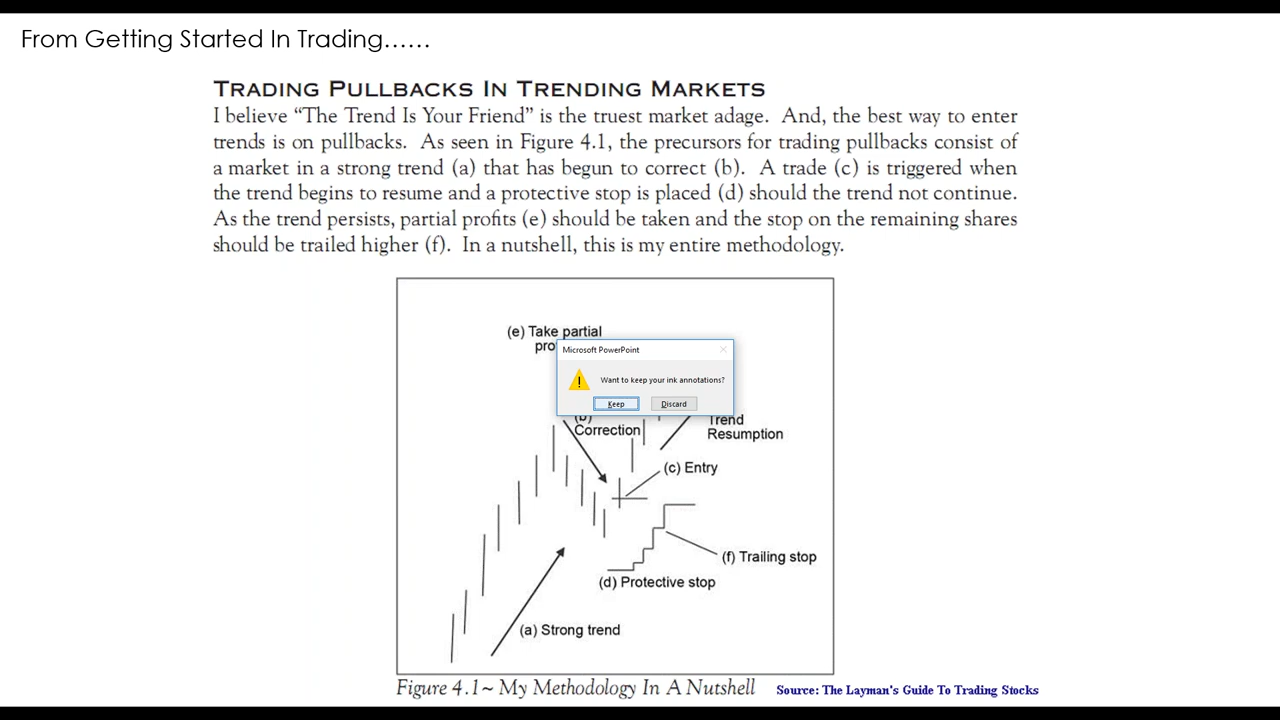 From Getting Started In Trading......
TRADING PULLBACKS IN TRENDING MARKETS
I believe “The Trend Is Your Friend” is the truest market adage. And, the best way to enter
trends is on pullbacks. As seen in Figure 4.1, the precursors for trading pullbacks consist of
a market in a strong trend (a) that has begun to correct (b). A trade (c) is triggered when
the trend begins to resume and a protective stop is placed (d) should the trend not continue.
As the trend persists, partial profits (e) should be taken and the stop on the remaining shares
should be trailed higher (f). In a nutshell, this is my entire methodology.
(e) Take partial
pro
Microsoft PowerPoint
Want to keep your ink annotations?
Keep
Discard
(b)
Correction
Trend
Resumption
(c) Entry
(f) Trailing stop
(d) Protective stop
(a) Strong trend
Figure 4.1~ My Methodology In A Nutshell
Source: The Layman's Guide To Trading Stocks